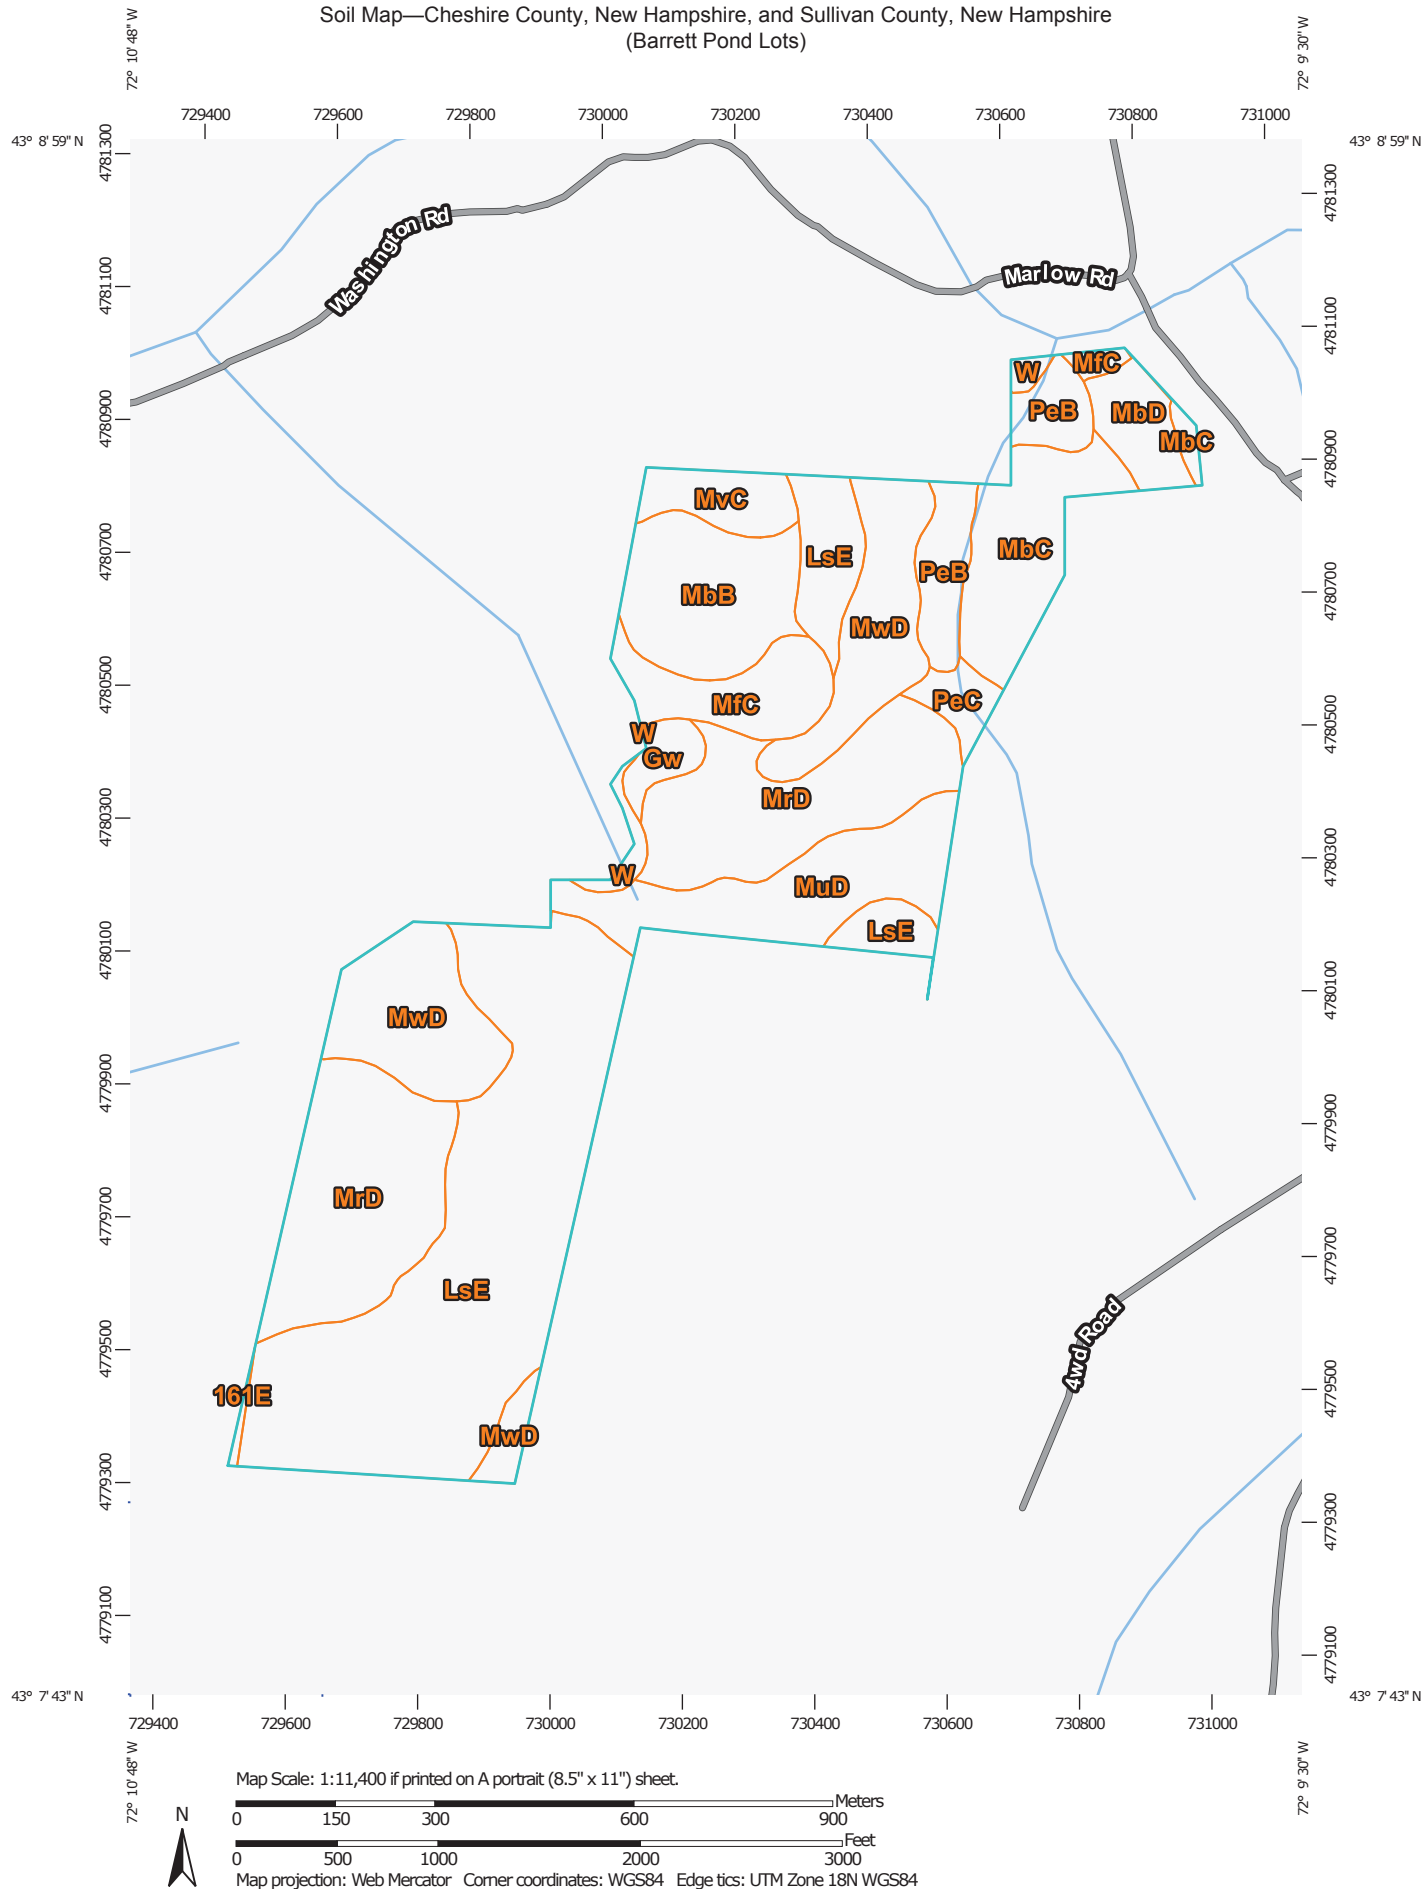 Soil Map—Cheshire County, New Hampshire, and Sullivan County, New Hampshire
(Barrett Pond Lots)
72° 10' 48'' W
72° 9' 30'' W
729400 729600 729800 730000 730200 730400 730600 730800 731000
43° 8' 59'' N
43° 8' 59'' N
4781300
4781300
Washington Rd
Marlow Rd
4781100
4781100
W
MfC
PeB
MbD
MbC
4780900
4780900
MvC
MbC
LsE
PeB
4780700
4780700
MbB
MwD
4780500
4780500
MfC
PeC
W
Gw
MrD
4780300
4780300
W
MuD
LsE
4780100
4780100
MwD
4779900
4779900
MrD
4779700
4779700
LsE
4wd Road
4779500
4779500
161E
MwD
4779300
4779300
4779100
4779100
43° 7' 43'' N
43° 7' 43'' N
729400 729600 729800 730000 730200 730400 730600 730800 731000
72° 10' 48'' W
72° 9' 30'' W
Map Scale: 1:11,400 if printed on A portrait (8.5" x 11") sheet.
Meters
0 150 300 600 900
N
Feet
0 500 1000 2000 3000
Map projection: Web Mercator Corner coordinates: WGS84 Edge tics: UTM Zone 18N WGS84